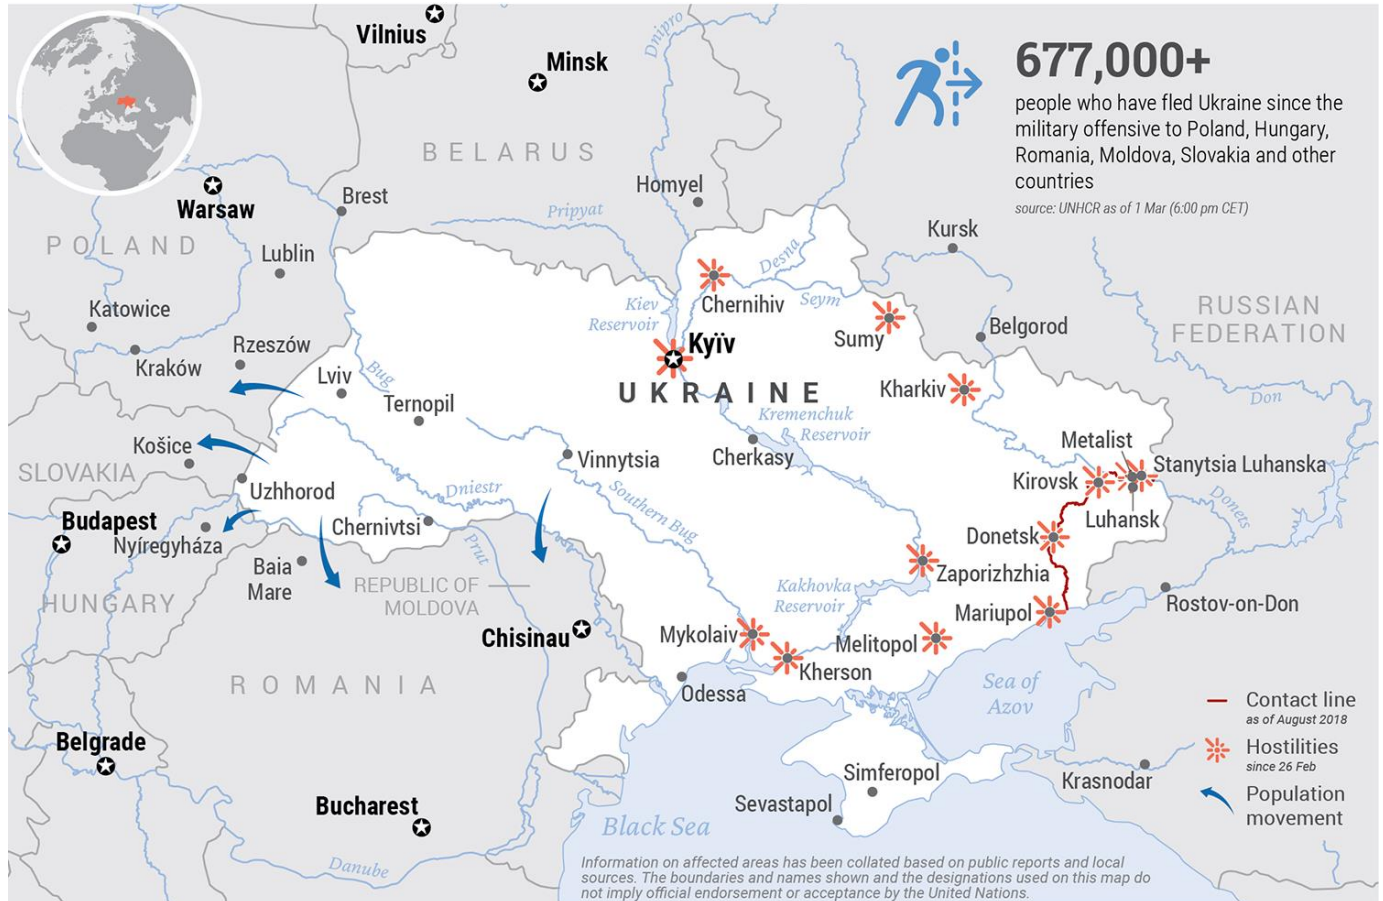 Vilnius
Minsk
Dnipro
677,000+
people who have fled Ukraine since the
military offensive to Poland, Hungary,
Romania, Moldova, Slovakia and other
countries
source: UNHCR as of 1 Mar (6:00 pm CET)
BELARUS
Warsaw
Brest
Homyel
Pripyat
POLAND
Lublin
Desna
Kursk
Katowice
Kiev
Reservoir
Chernihiv
Seym
Sumy
Belgorod
RUSSIAN
FEDERATION
Kraków
Rzeszów
Kyïv
UKRAINE
Lviv
Bug
Ternopil
Kharkiv
Don
Kremenchuk
Reservoir
Cherkasy
Košice
SLOVAKIA
Uzhhorod
Vinnytsia
Metalist
Stanytsia Luhanska
Kirovsk
Luhansk
Donets
Dniestr
Southern Bug
Budapest
Nyíregyháza
Chernivtsi
Prut
Donetsk
Zaporizhzhia
Baia
Mare
REPUBLIC OF
MOLDOVA
HUNGARY
Kakhovka
Reservoir
Mariupol
Rostov-on-Don
Chisinau
Mykolaiv
Melitopol
Kherson
ROMANIA
Odessa
Sea of
Azov
Contact line
as of August 2018
Hostilities
since 26 Feb
Population
movement
Belgrade
Simferopol
Krasnodar
Sevastapol
Bucharest
Black Sea
Danube
Information on affected areas has been collated based on public reports and local
sources. The boundaries and names shown and the designations used on this map do
not imply official endorsement or acceptance by the United Nations.